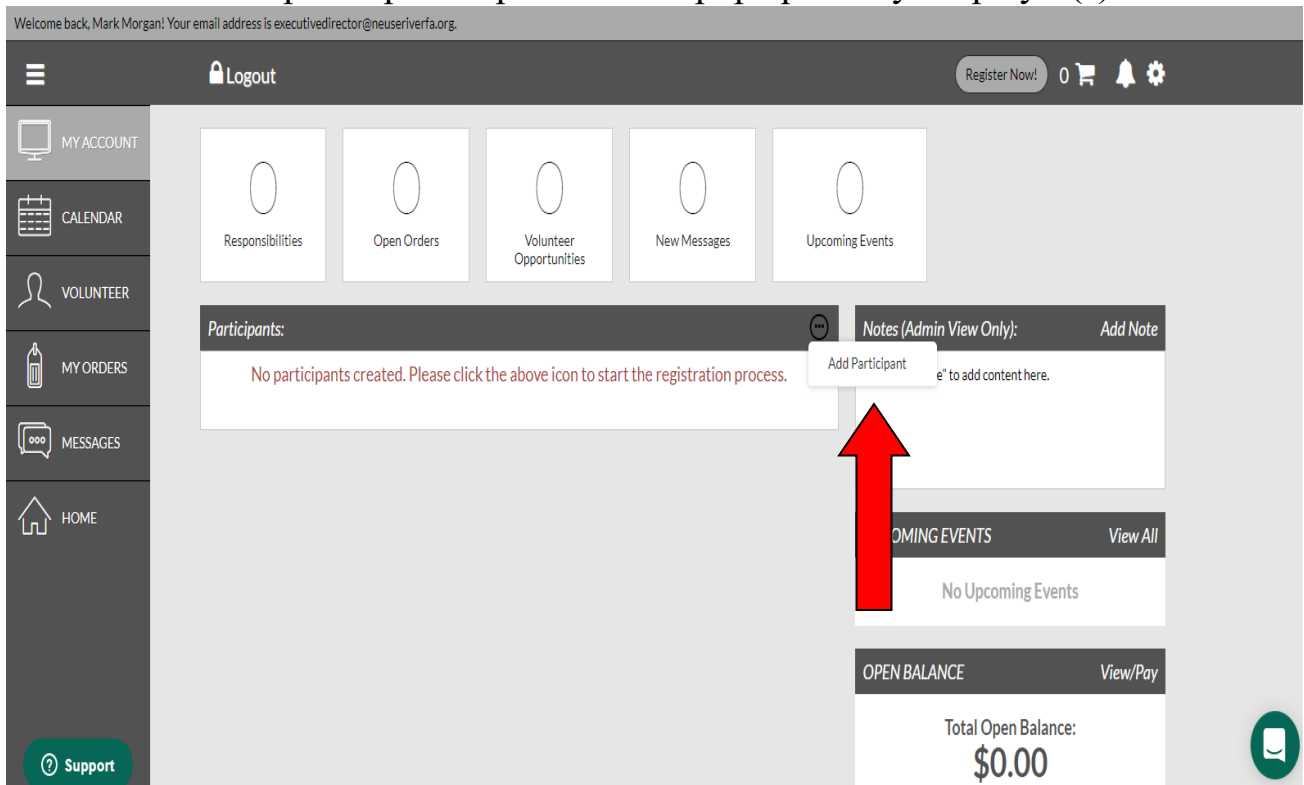 Welcome back, Mark Morgan! Your email address is executivedirector@neuseriverfa.org.
Logout
Register Now!
0
MY ACCOUNT
CALENDAR
VOLUNTEER
MY ORDERS
MESSAGES
HOME
Support
0
Responsibilities
0
Open Orders
0
Volunteer
Opportunities
0
New Messages
0
Upcoming Events
Participants:
No participants created. Please click the above icon to start the registration process.
Add Participant
Notes (Admin View Only): Add Note
e" to add content here.
OMING EVENTS View All
No Upcoming Events
OPEN BALANCE View/Pay
Total Open Balance:
$0.00